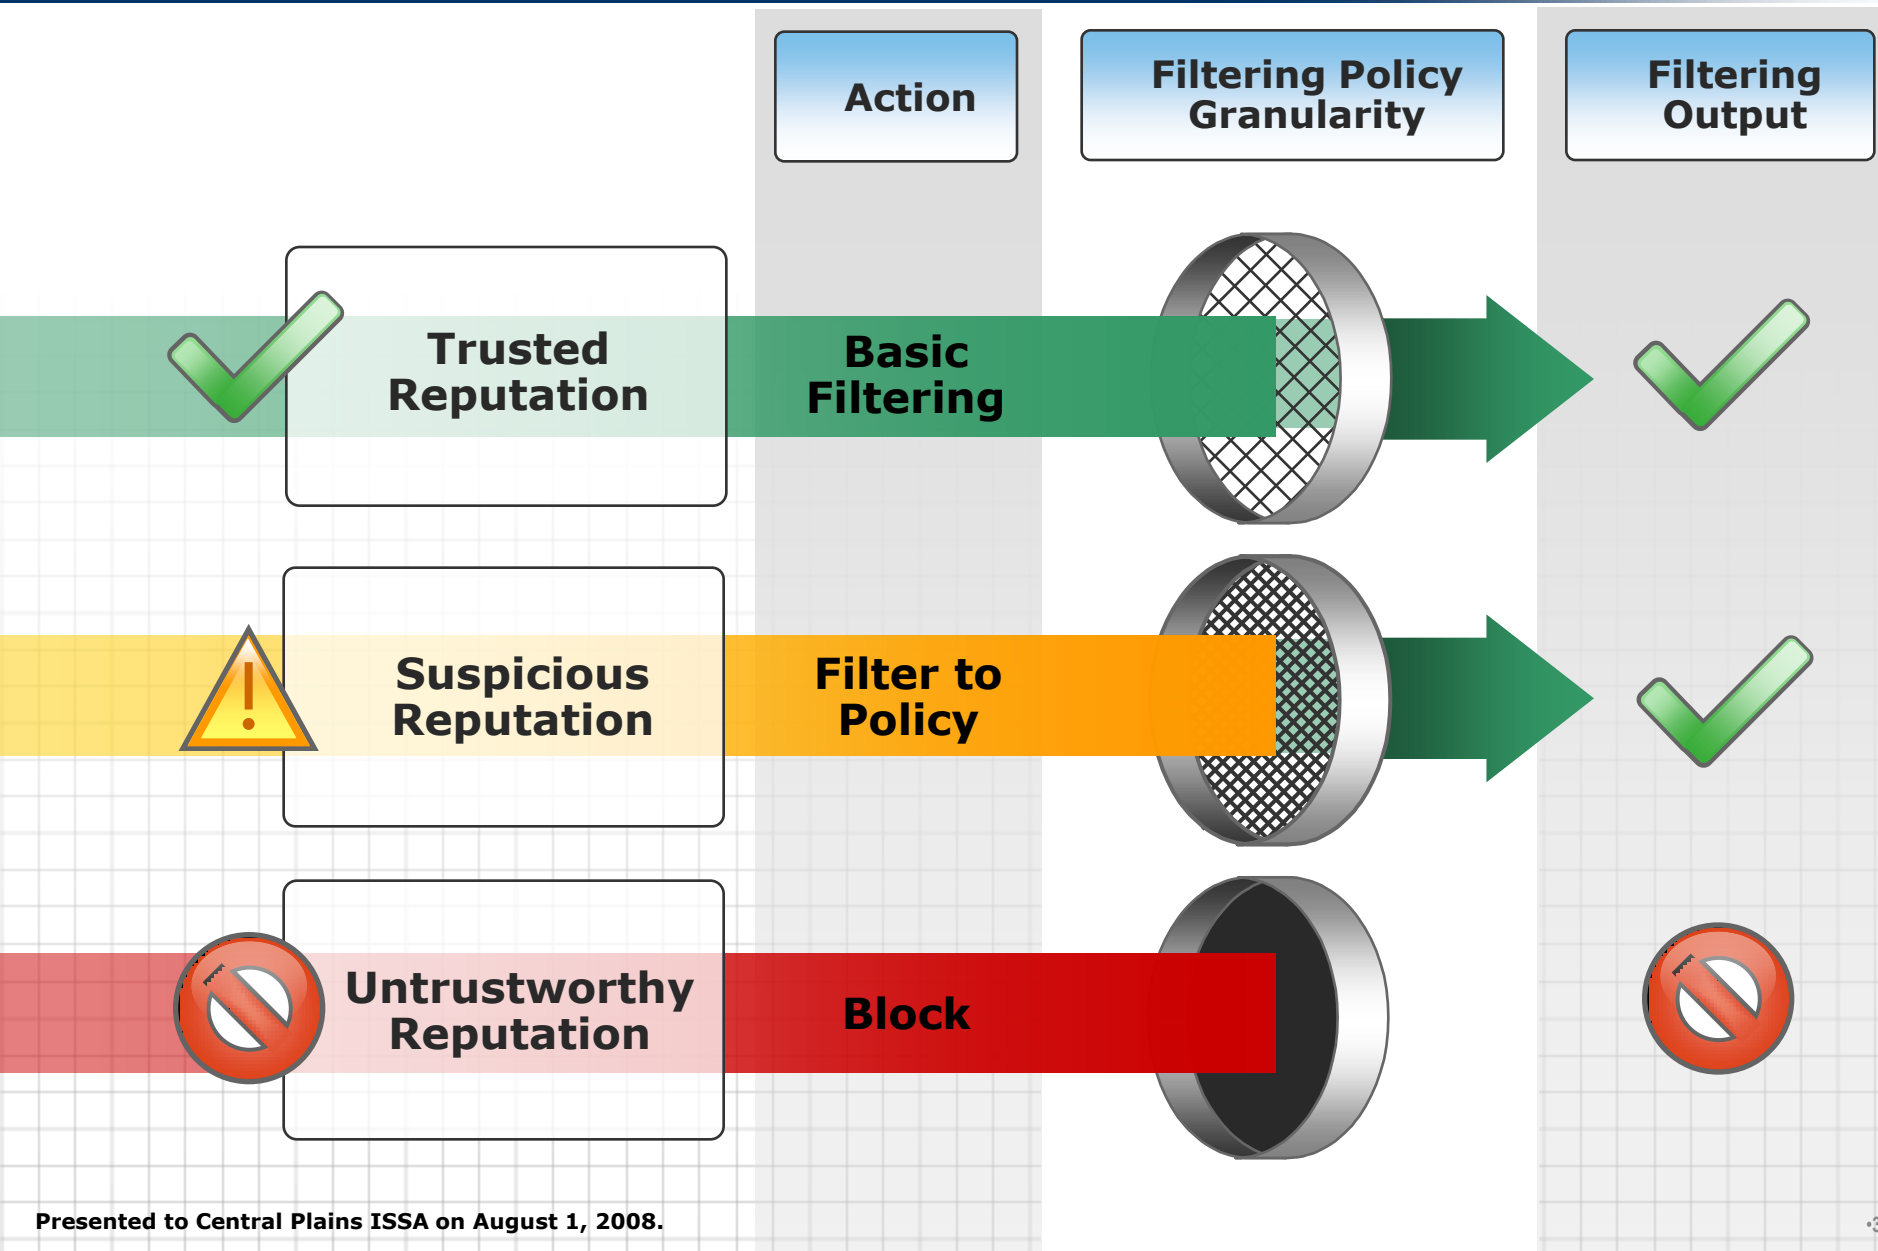 Action
Filtering Policy
Granularity
Filtering
Output
Trusted
Reputation
Basic
Filtering
Suspicious
Reputation
Filter to
Policy
Untrustworthy
Reputation
Block
Presented to Central Plains ISSA on August 1, 2008.